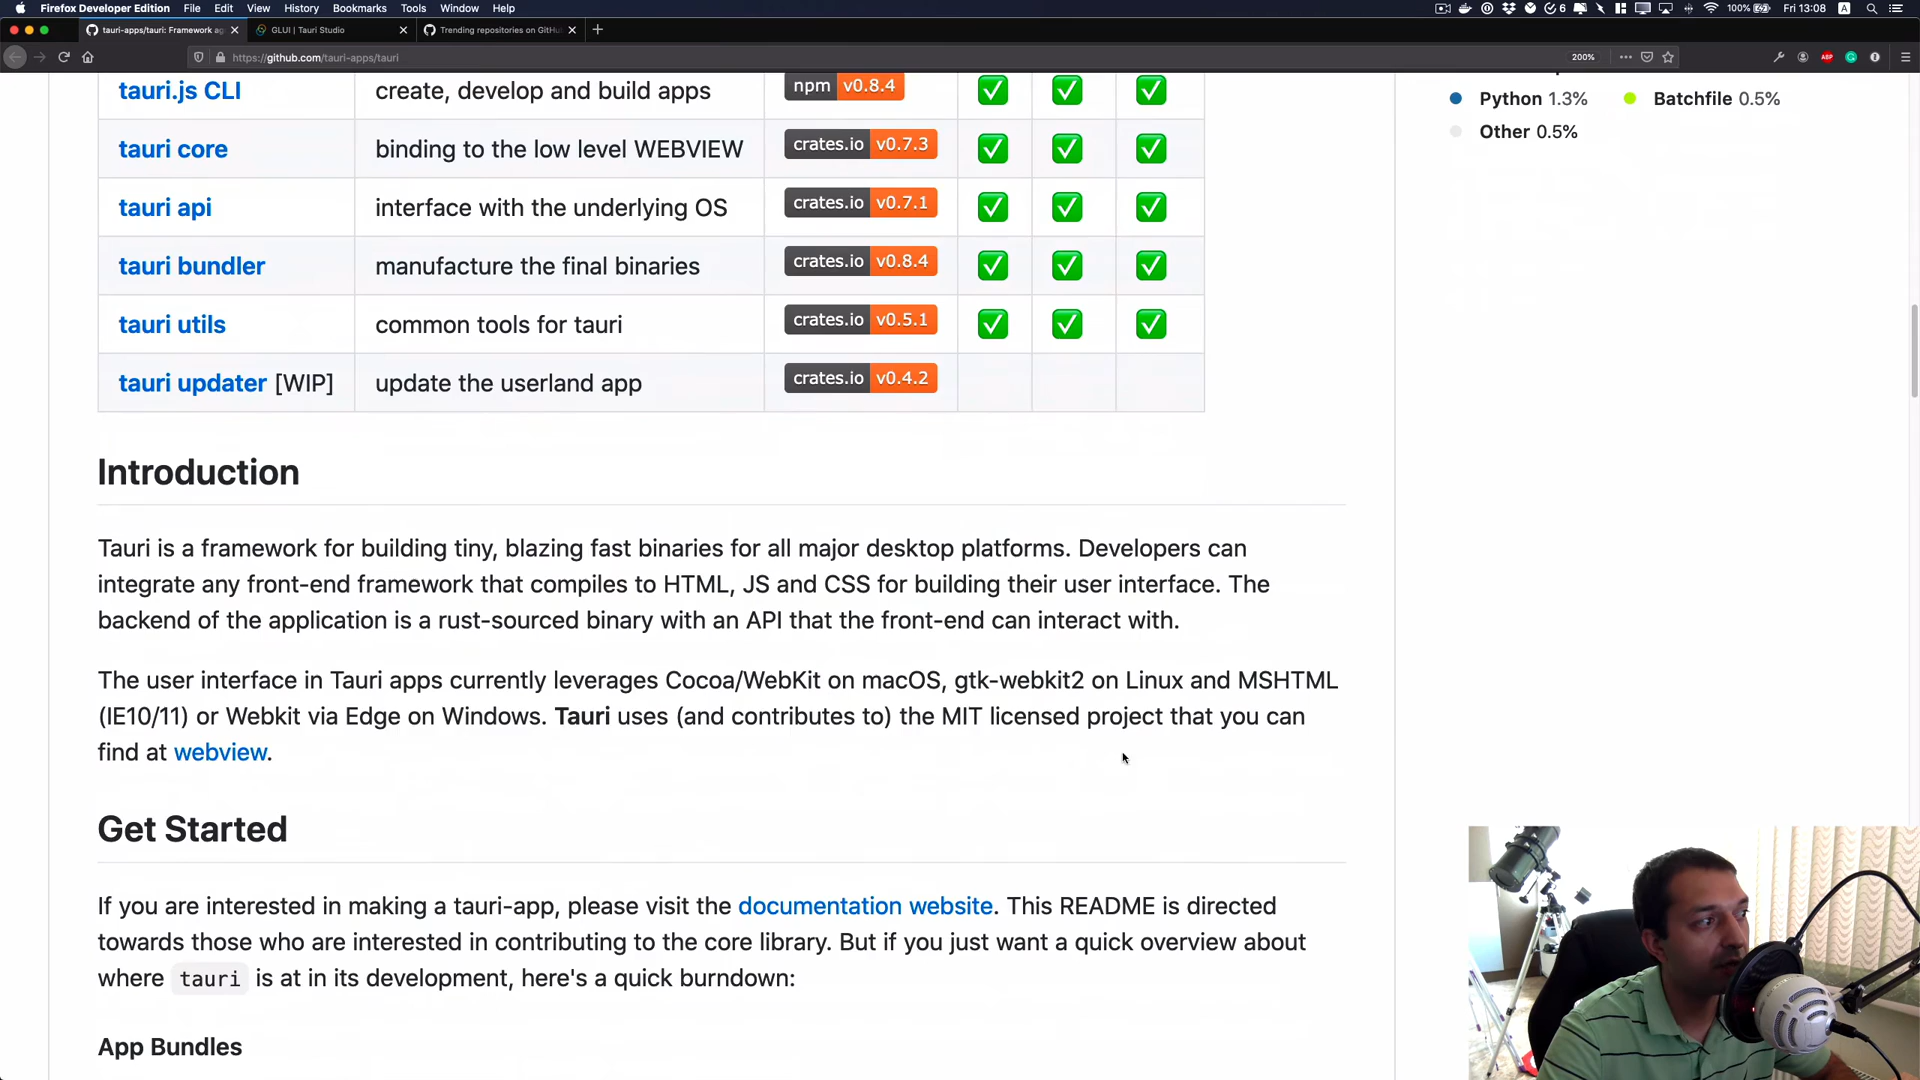 Firefox Developer Edition File Edit View History Bookmarks Tools Window Help 6 100% Fri 13:08 A
tauri-apps/tauri: Framework ag GLUI | Tauri Studio Trending repositories on GitHu
https://github.com/tauri-apps/tauri 200% ABP
tauri.js CLI create, develop and build apps npm v0.8.4
Python 1.3% Batchfile 0.5%
Other 0.5%
tauri core binding to the low level WEBVIEW crates.io v0.7.3
tauri api interface with the underlying OS crates.io v0.7.1
tauri bundler manufacture the final binaries crates.io v0.8.4
tauri utils common tools for tauri crates.io v0.5.1
tauri updater [WIP] update the userland app crates.io v0.4.2
Introduction
Tauri is a framework for building tiny, blazing fast binaries for all major desktop platforms. Developers can
integrate any front-end framework that compiles to HTML, JS and CSS for building their user interface. The
backend of the application is a rust-sourced binary with an API that the front-end can interact with.
The user interface in Tauri apps currently leverages Cocoa/WebKit on macOS, gtk-webkit2 on Linux and MSHTML
(IE10/11) or Webkit via Edge on Windows. Tauri uses (and contributes to) the MIT licensed project that you can
find at webview.
Get Started
If you are interested in making a tauri-app, please visit the documentation website. This README is directed
towards those who are interested in contributing to the core library. But if you just want a quick overview about
where tauri is at in its development, here's a quick burndown:
App Bundles